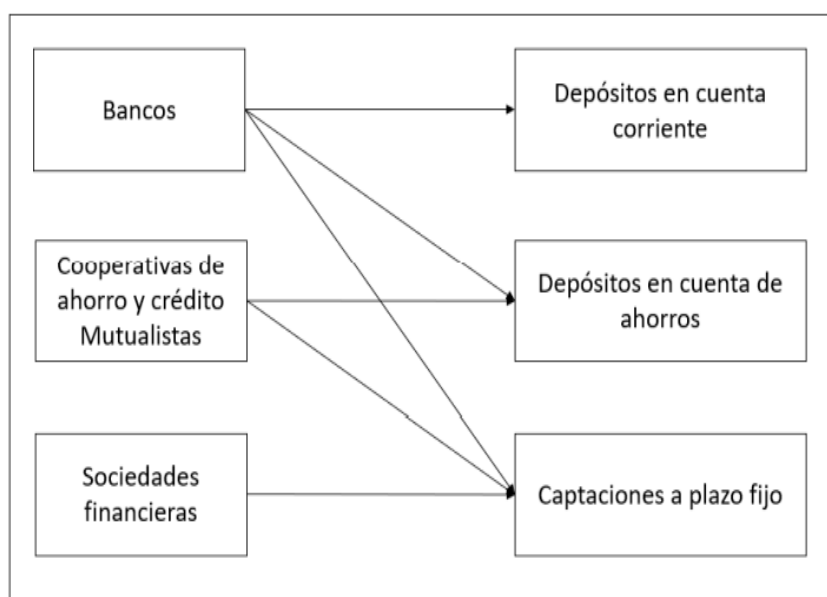 Bancos
Depósitos en cuenta
corriente
Cooperativas de
ahorro y crédito
Mutualistas
Depósitos en cuenta de
ahorros
Sociedades
financieras
Captaciones a plazo fijo